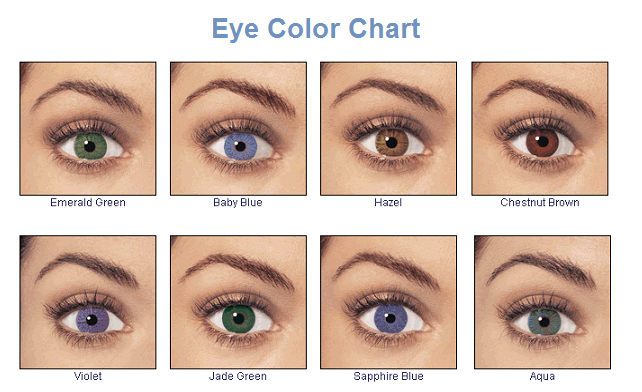 Eye Color Chart
Emerald Green
Baby Blue
Hazel
Chestnut Brown
Violet
Jade Green
Sapphire Blue
Aqua